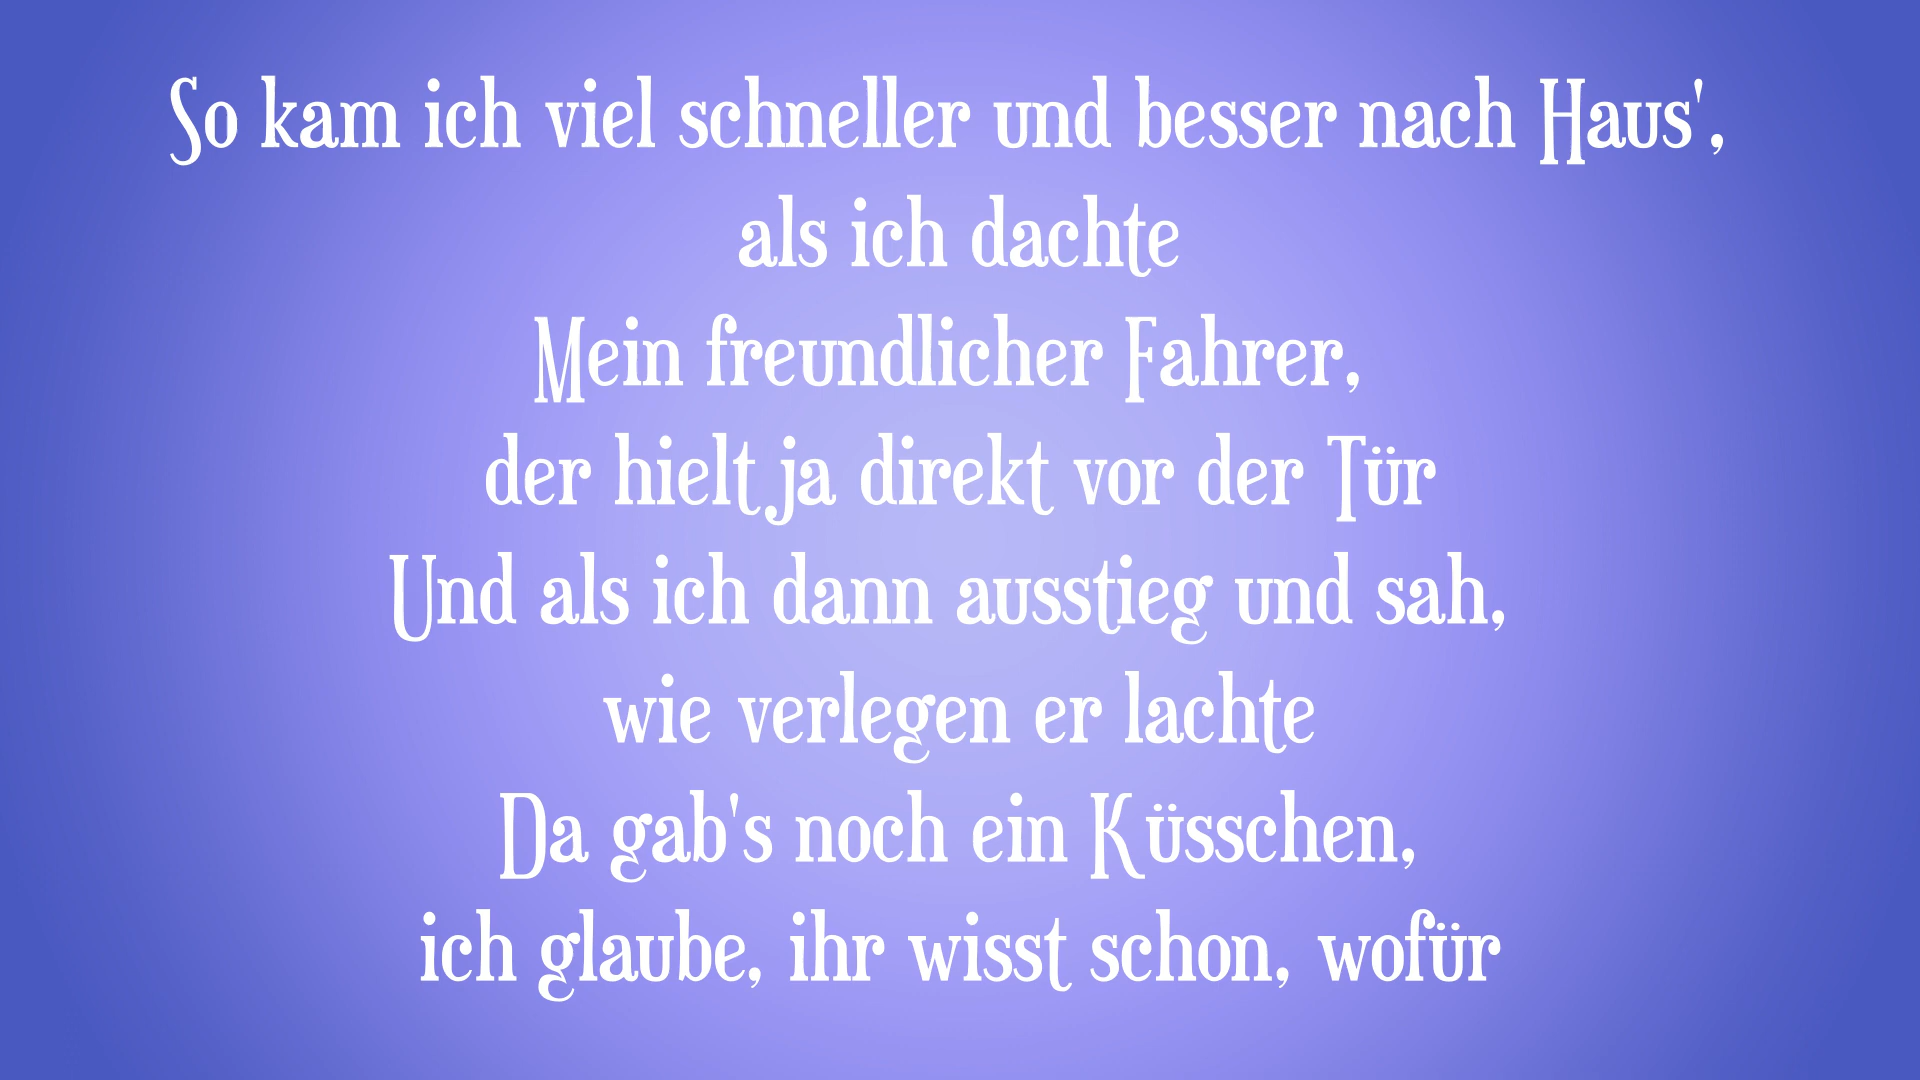 So kam ich viel schneller und besser nach Haus',
als ich dachte
Mein freundlicher Fahrer,
der hielt ja direkt vor der Tür
Und als ich dann ausstieg und sah,
wie verlegen er lachte
Da gab's noch ein Küsschen,
ich glaube, ihr wisst schon, wofür